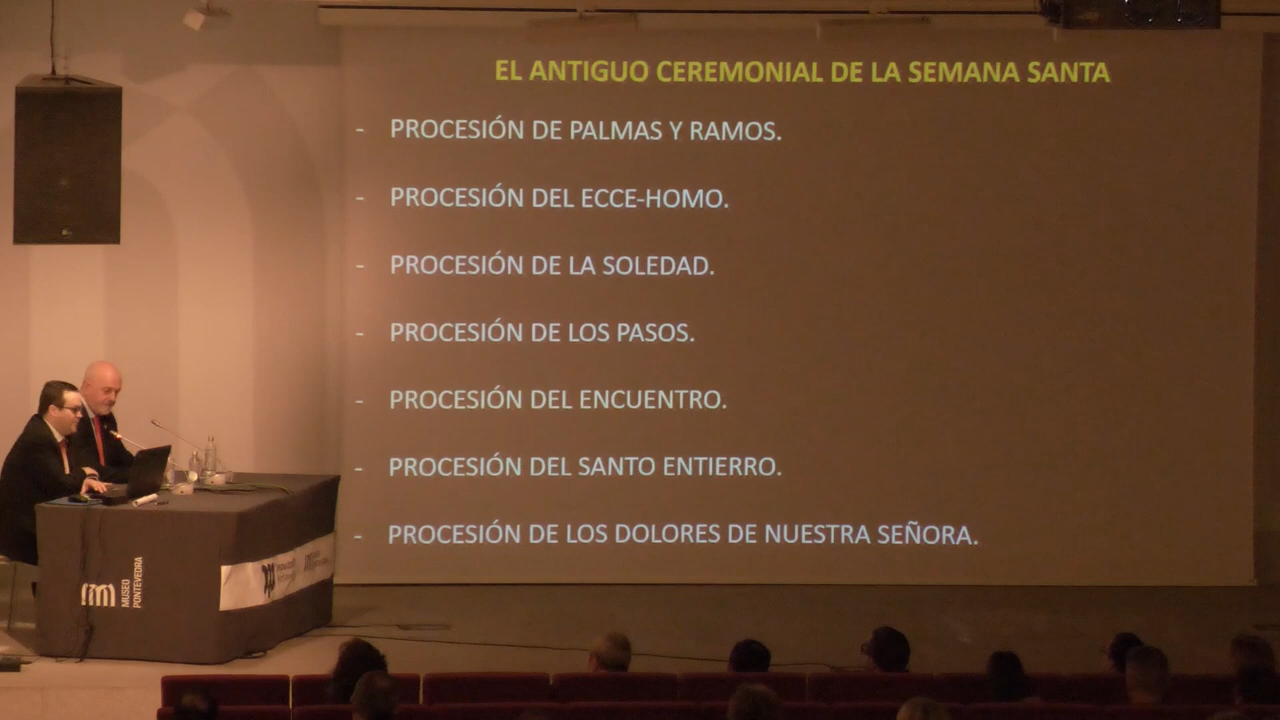 EL ANTIGUO CEREMONIAL DE LA SEMANA SANTA
- PROCESIÓN DE PALMAS Y RAMOS.
- PROCESIÓN DEL ECCE-HOMO.
- PROCESIÓN DE LA SOLEDAD.
- PROCESIÓN DE LOS PASOS.
- PROCESIÓN DEL ENCUENTRO.
- PROCESIÓN DEL SANTO ENTIERRO.
- PROCESIÓN DE LOS DOLORES DE NUESTRA SEÑORA.
MUSEO
PONTEVEDRA